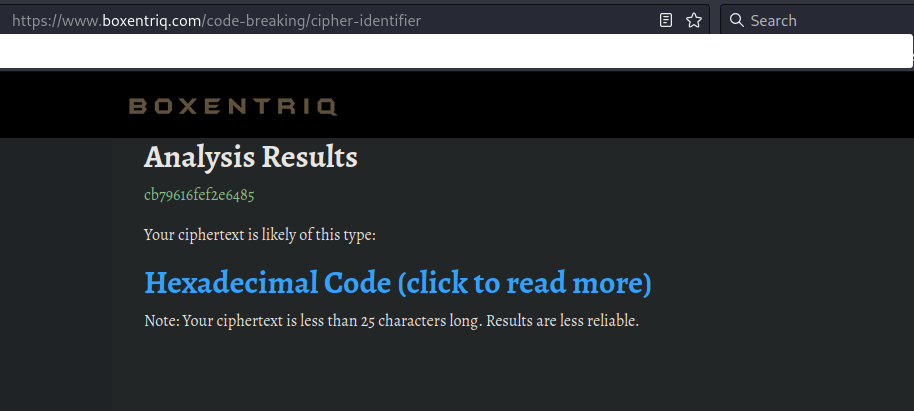 https://www.boxentriq.com/code-breaking/cipher-identifier
Search
BOXENTRIQ
Analysis Results
cb79616fef2e6485
Your ciphertext is likely of this type:
Hexadecimal Code (click to read more)
Note: Your ciphertext is less than 25 characters long. Results are less reliable.